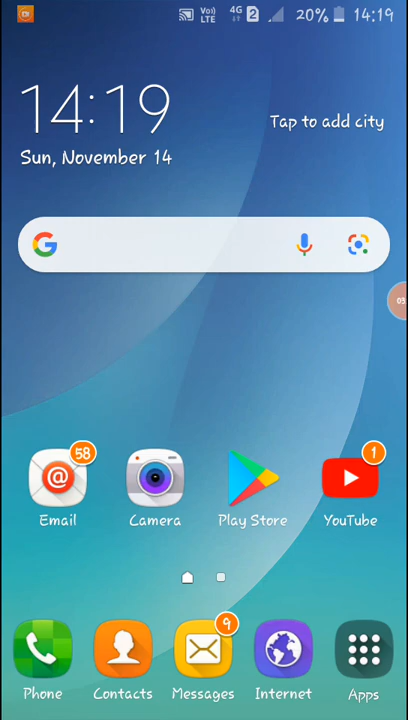 Vo))
LTE
4G
2
20%
14:19
14:19
Sun, November 14
Tap to add city
G
03
58
@
1
Email
Camera
Play Store
YouTube
9
Phone
Contacts
Messages
Internet
Apps